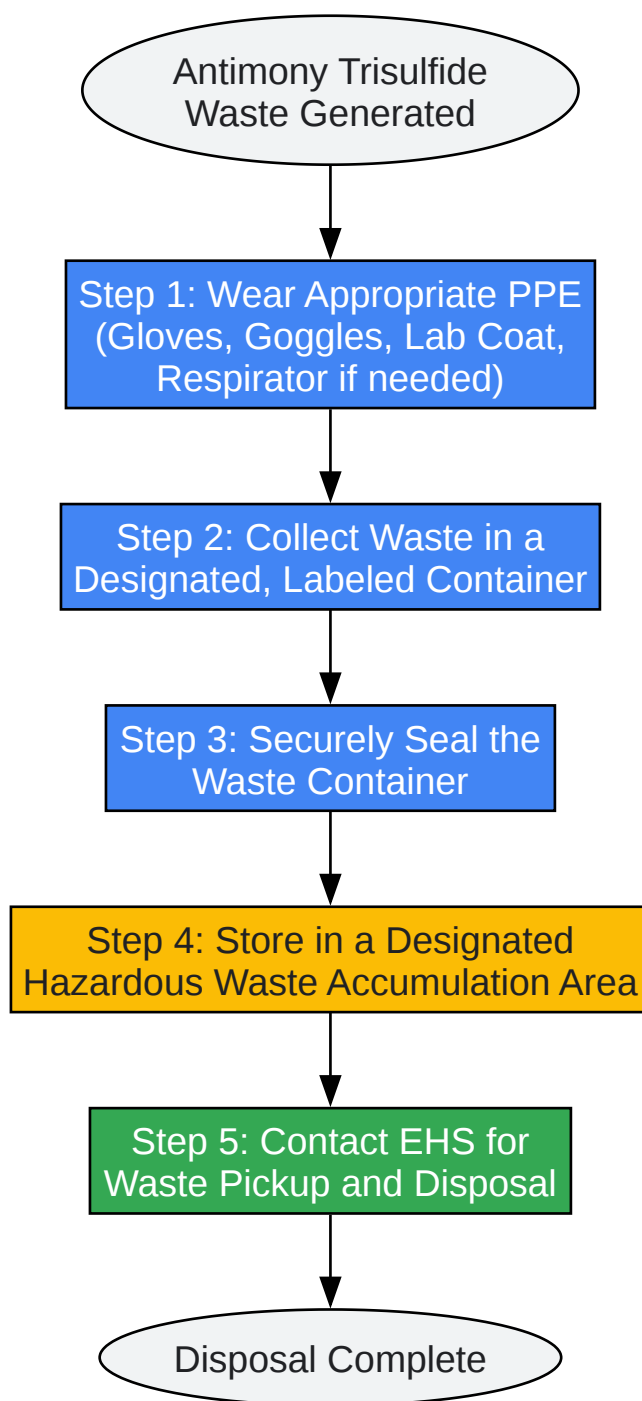 Antimony Trisulfide
Waste Generated
Step 1: Wear Appropriate PPE
(Gloves, Goggles, Lab Coat,
Respirator if needed)
Step 2: Collect Waste in a
Designated, Labeled Container
Step 3: Securely Seal the
Waste Container
Step 4: Store in a Designated
Hazardous Waste Accumulation Area
Step 5: Contact EHS for
Waste Pickup and Disposal
Disposal Complete